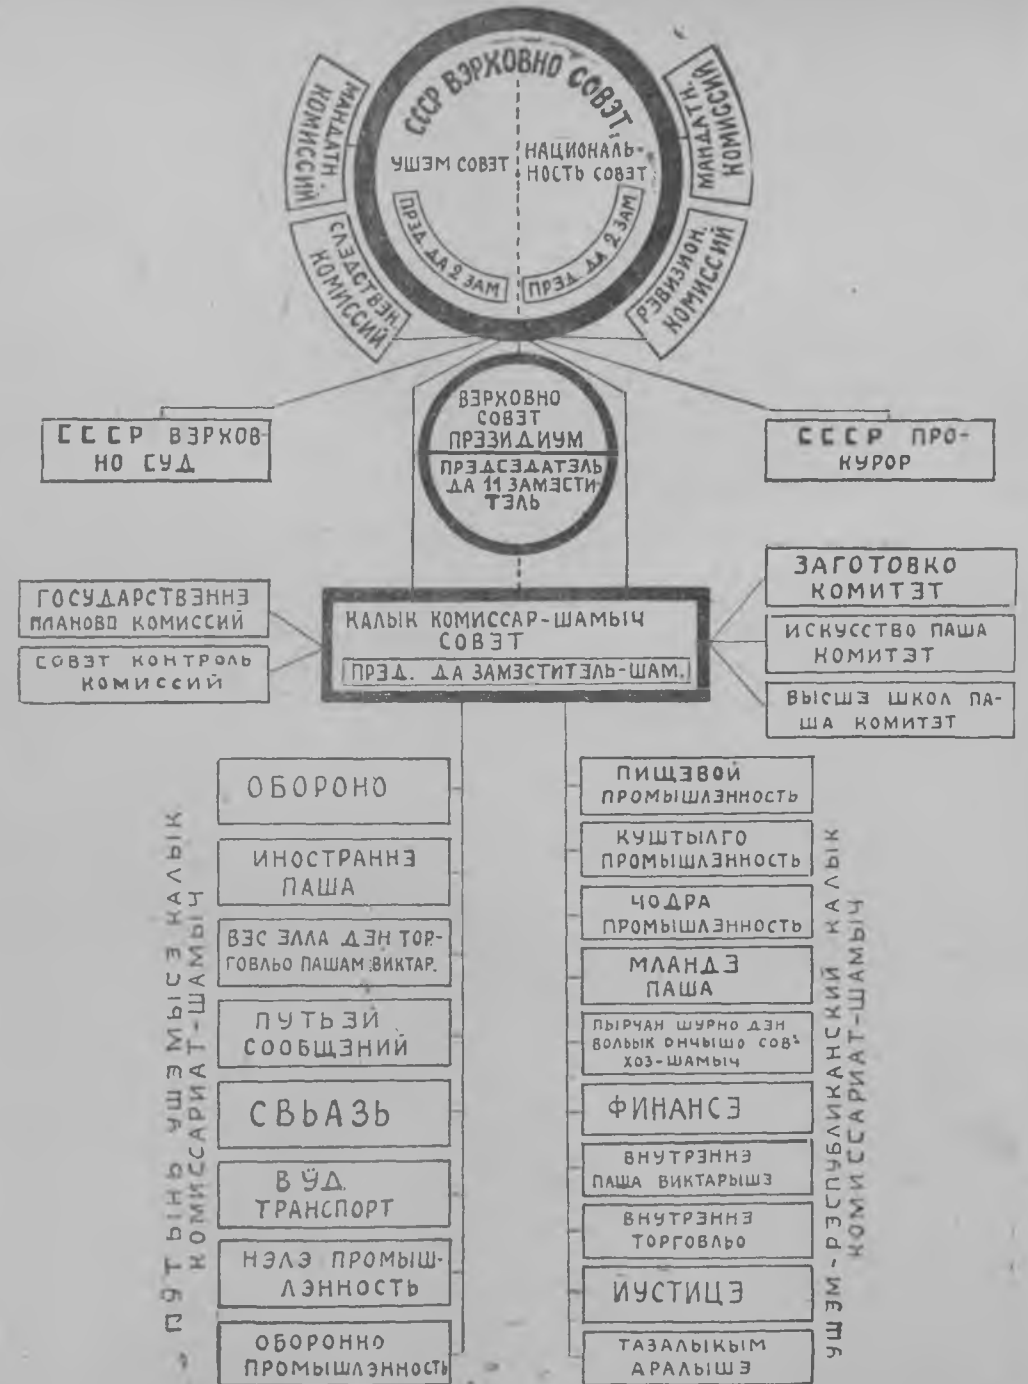 СССР ВЭРХОВНО СОВЭТ,
УШЭМ СОВЭТ
НАЦИОНАЛЬ-
НОСТЬ СОВЭТ
ПРЭД. ДА 2 ЗАМ
ПРЭД. ДА 2 ЗАМ
МАНДАТН.
КОМИССИЙ
СЛЭДСТВЭН.
КОМИССИЙ
МАНДАТН.
КОМИССИЙ
РЭВИЗИОН.
КОМИССИЙ
СССР ВЭРХОВ-
НО СУД
ВЭРХОВНО
СОВЭТ
ПРЭЗИДИУМ
ПРЭДСЭДАТЭЛЬ
ДА 11 ЗАМЭСТИ-
ТЭЛЬ
СССР ПРО-
КУРОР
ГОСУДАРСТВЭННЭ
ПЛАНОВО КОМИССИЙ
СОВЭТ КОНТРОЛЬ
КОМИССИЙ
КАЛЫК КОМИССАР-ШАМЫЧ
СОВЭТ
ПРЭД. ДА ЗАМЭСТИТЭЛЬ-ШАМ.
ЗАГОТОВКО
КОМИТЭТ
ИСКУССТВО ПАША
КОМИТЭТ
ВЫСШЭ ШКОЛ ПА-
ША КОМИТЭТ
ПӰТЫНЬ УШЭМЫСЭ КАЛЫК
КОМИССАРИАТ-ШАМЫЧ
ОБОРОНО
ИНОСТРАННЭ
ПАША
ВЭС ЭЛЛА ДЭН ТОР-
ГОВЛЬО ПАШАМ ВИКТАР.
ПУТЬЭЙ
СООБЩЭНИЙ
СВЬАЗЬ
ВӰД
ТРАНСПОРТ
НЭЛЭ ПРОМЫШ-
ЛЭННОСТЬ
ОБОРОННО
ПРОМЫШЛЭННОСТЬ
ПИЩЭВОЙ
ПРОМЫШЛЭННОСТЬ
КУШТЫЛГО
ПРОМЫШЛЭННОСТЬ
ЧОДРА
ПРОМЫШЛЭННОСТЬ
МЛАНДЭ
ПАША
ПЫРЧАН ШУРНО ДЭН
ВОЛЬЫК ОНЧЫШО СОВ-
ХОЗ-ШАМЫЧ
ФИНАНСЭ
ВНУТРЭННЭ
ПАША ВИКТАРЫШЭ
ВНУТРЭННЭ
ТОРГОВЛЬО
ЙУСТИЦЭ
ТАЗАЛЫКЫМ
АРАЛЫШЭ
УШЭМ-РЭСПУБЛИКАНСКИЙ КАЛЫК
КОМИССАРИАТ-ШАМЫЧ